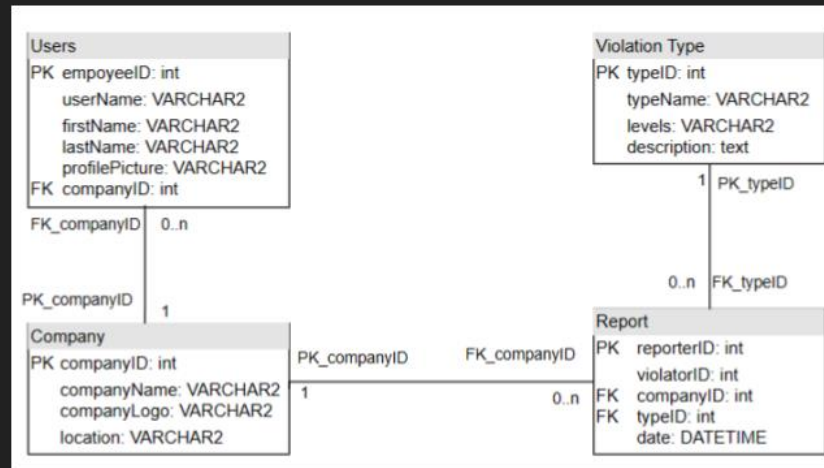 Users
PK empoyeeID: int
userName: VARCHAR2
firstName: VARCHAR2
lastName: VARCHAR2
profilePicture: VARCHAR2
FK companyID: int
FK_companyID 0..n
PK_companyID 1
Company
PK companyID: int
companyName: VARCHAR2
companyLogo: VARCHAR2
location: VARCHAR2
PK_companyID FK_companyID
1 0..n
Violation Type
PK typeID: int
typeName: VARCHAR2
levels: VARCHAR2
description: text
1 PK_typeID
0..n FK_typeID
Report
PK reporterID: int
violatorID: int
FK companyID: int
FK typeID: int
date: DATETIME